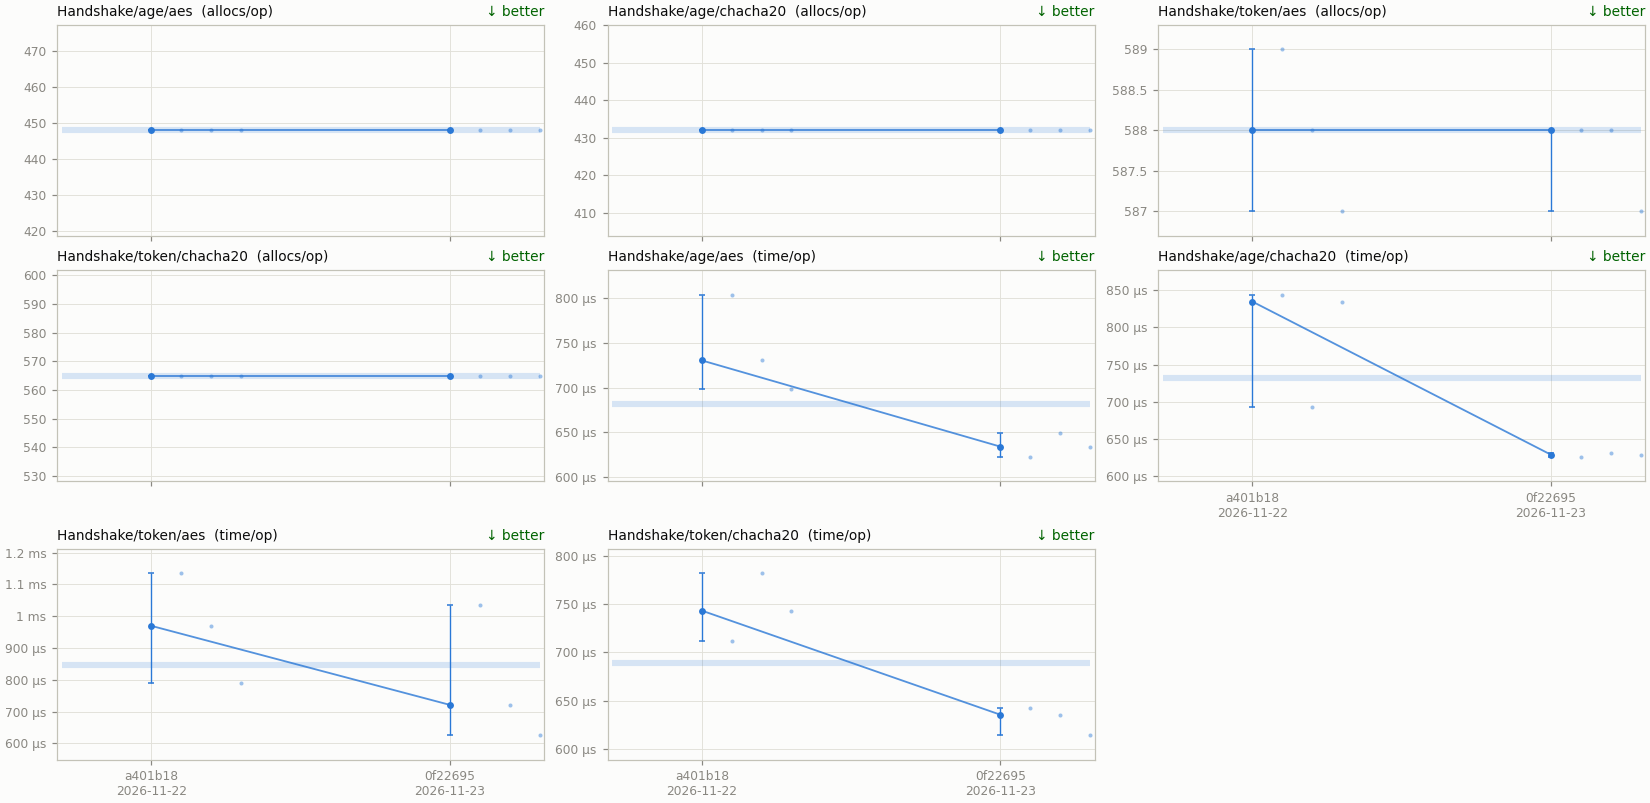 Handshake/age/aes (allocs/op) ↓ better
470
460
450
440
430
420
Handshake/age/chacha20 (allocs/op) ↓ better
460
450
440
430
420
410
Handshake/token/aes (allocs/op) ↓ better
589
588.5
588
587.5
587
Handshake/token/chacha20 (allocs/op) ↓ better
600
590
580
570
560
550
540
530
Handshake/age/aes (time/op) ↓ better
800 µs
750 µs
700 µs
650 µs
600 µs
Handshake/age/chacha20 (time/op) ↓ better
850 µs
800 µs
750 µs
700 µs
650 µs
600 µs
a401b18
2026-11-22
0f22695
2026-11-23
Handshake/token/aes (time/op) ↓ better
1.2 ms
1.1 ms
1 ms
900 µs
800 µs
700 µs
600 µs
a401b18
2026-11-22
0f22695
2026-11-23
Handshake/token/chacha20 (time/op) ↓ better
800 µs
750 µs
700 µs
650 µs
600 µs
a401b18
2026-11-22
0f22695
2026-11-23